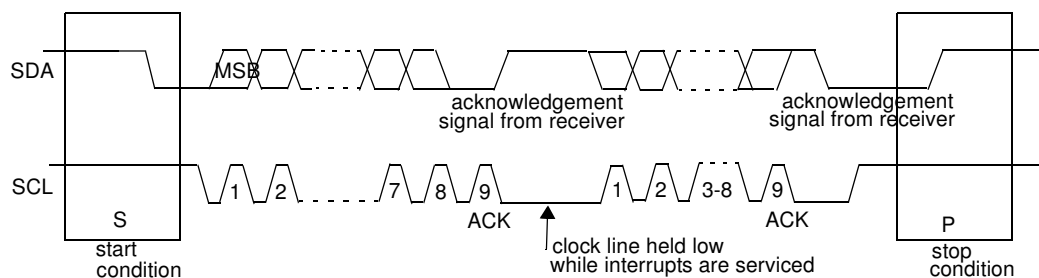 SDA
MSB
acknowledgement
signal from receiver
acknowledgement
signal from receiver
SCL
1 2 7 8 9 1 2 3-8 9
ACK
ACK
S
P
start
condition
clock line held low
while interrupts are serviced
stop
condition